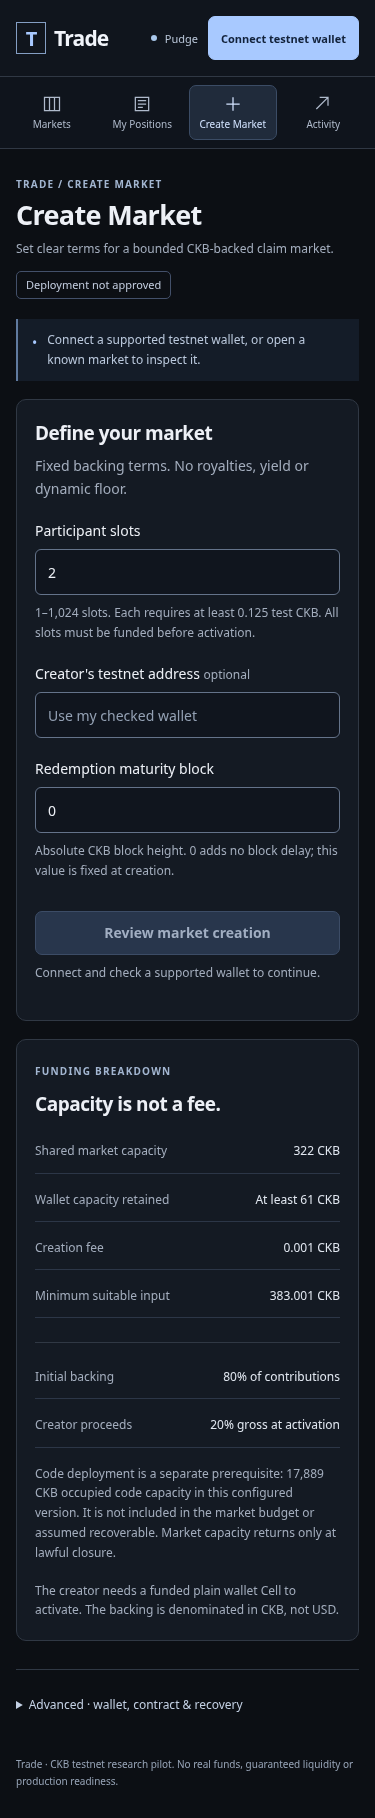 T Trade
Pudge
Connect testnet wallet
Markets
My Positions
Create Market
Activity
TRADE / CREATE MARKET
Create Market
Set clear terms for a bounded CKB-backed claim market.
Deployment not approved
• Connect a supported testnet wallet, or open a
known market to inspect it.
Define your market
Fixed backing terms. No royalties, yield or
dynamic floor.
Participant slots
2
1–1,024 slots. Each requires at least 0.125 test CKB. All
slots must be funded before activation.
Creator's testnet address optional
Use my checked wallet
Redemption maturity block
0
Absolute CKB block height. 0 adds no block delay; this
value is fixed at creation.
Review market creation
Connect and check a supported wallet to continue.
FUNDING BREAKDOWN
Capacity is not a fee.
Shared market capacity 322 CKB
Wallet capacity retained At least 61 CKB
Creation fee 0.001 CKB
Minimum suitable input 383.001 CKB
Initial backing 80% of contributions
Creator proceeds 20% gross at activation
Code deployment is a separate prerequisite: 17,889
CKB occupied code capacity in this configured
version. It is not included in the market budget or
assumed recoverable. Market capacity returns only at
lawful closure.
The creator needs a funded plain wallet Cell to
activate. The backing is denominated in CKB, not USD.
Advanced · wallet, contract & recovery
Trade · CKB testnet research pilot. No real funds, guaranteed liquidity or
production readiness.